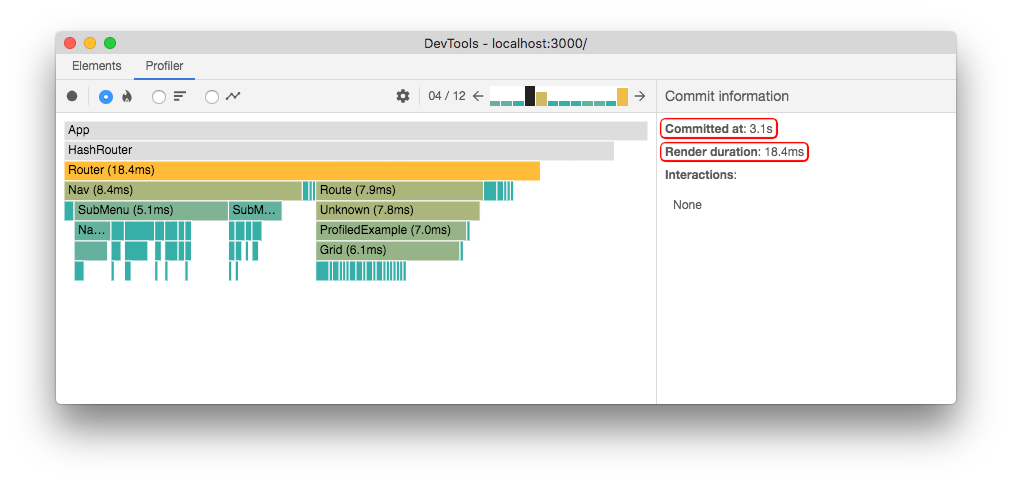 DevTools - localhost:3000/
Elements Profiler
04 / 12
Commit information
Committed at: 3.1s
Render duration: 18.4ms
Interactions:
None
App
HashRouter
Router (18.4ms)
Nav (8.4ms) Route (7.9ms)
SubMenu (5.1ms) SubM… Unknown (7.8ms)
Na… ProfiledExample (7.0ms)
Grid (6.1ms)